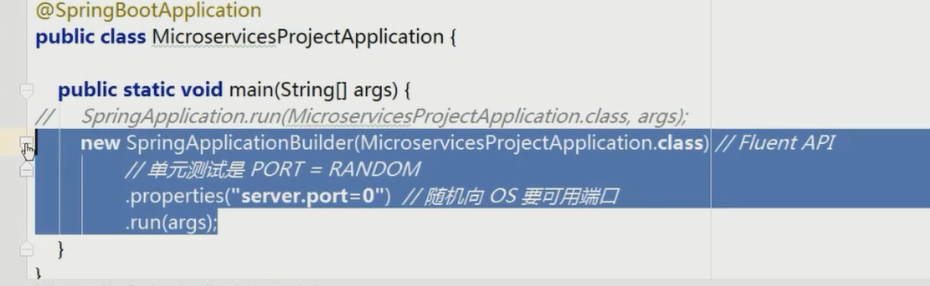 @SpringBootApplication
public class MicroservicesProjectApplication {
public static void main(String[] args) {
// SpringApplication.run(MicroservicesProjectApplication.class, args);
new SpringApplicationBuilder(MicroservicesProjectApplication.class) // Fluent API
// 单元测试是 PORT = RANDOM
.properties("server.port=0") // 随机向 OS 要可用端口
.run(args);
}
}